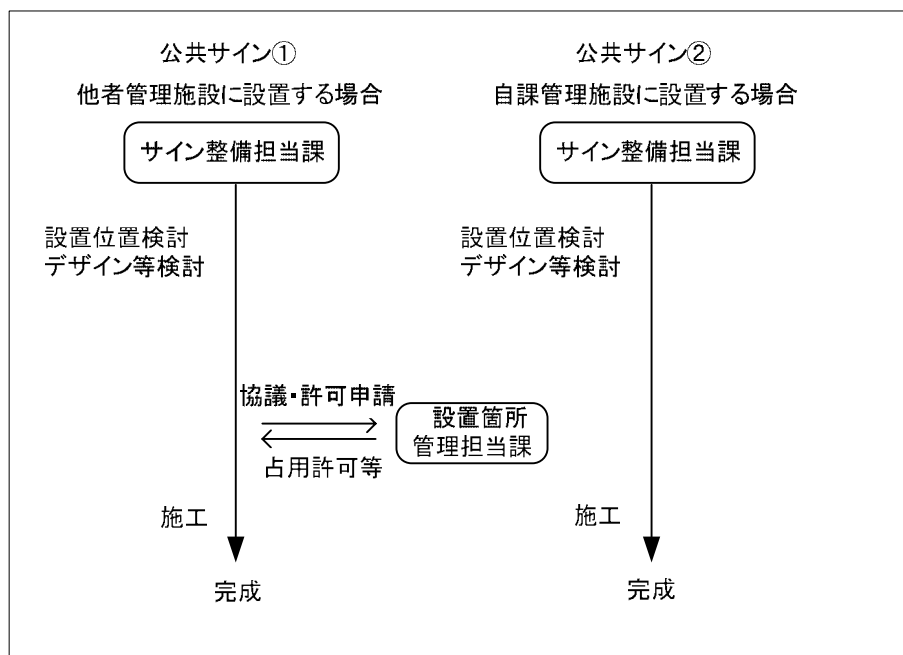 公共サイン①
他者管理施設に設置する場合
サイン整備担当課
設置位置検討
デザイン等検討
協議・許可申請
設置箇所
管理担当課
占用許可等
施工
完成
公共サイン②
自課管理施設に設置する場合
サイン整備担当課
設置位置検討
デザイン等検討
施工
完成